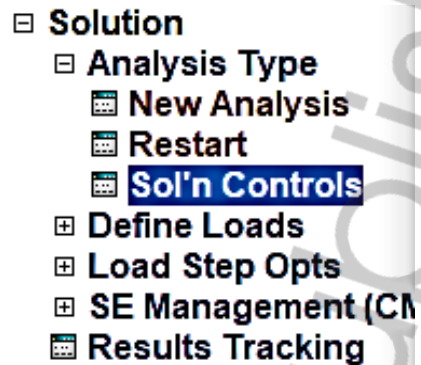 Solution
Analysis Type
New Analysis
Restart
Sol'n Controls
Define Loads
Load Step Opts
SE Management (CM
Results Tracking